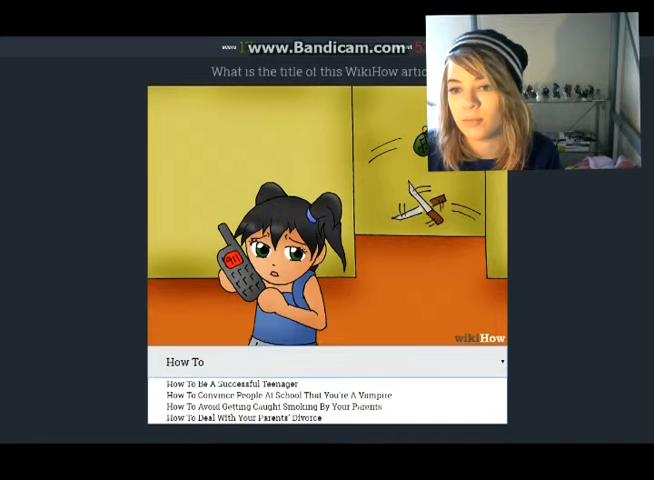 www.Bandicam.com
What is the title of this WikiHow
911
wikiHow
How To
How To Be A Successful Teenager
How To Convince People At School That You're A Vampire
How To Avoid Getting Caught Smoking By Your Parents
How To Deal With Your Parents' Divorce